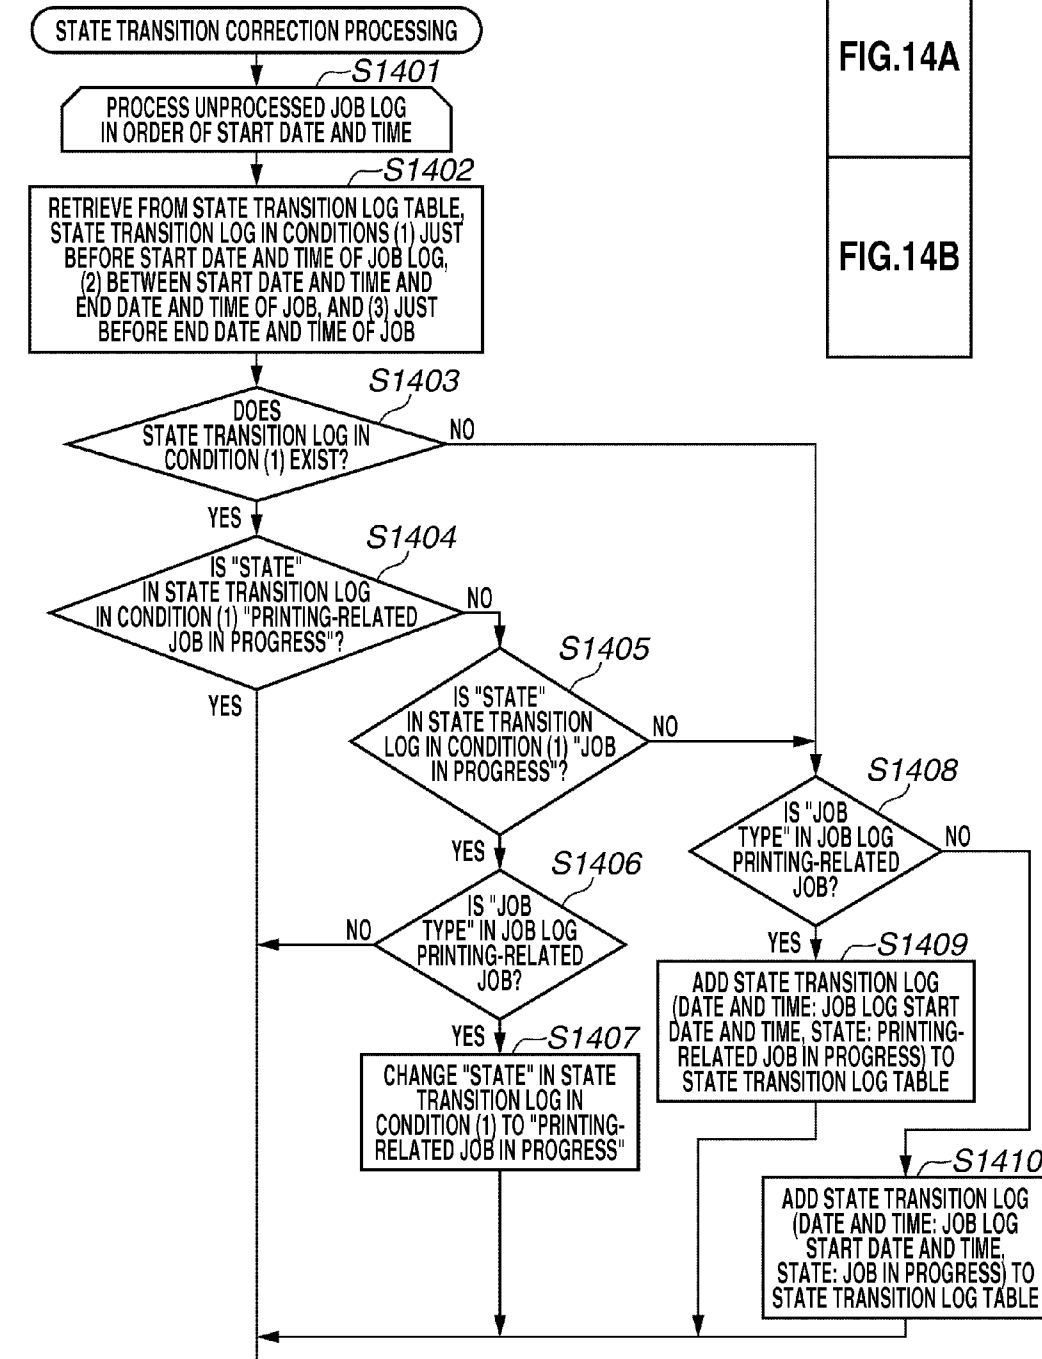 STATE TRANSITION CORRECTION PROCESSING
S1401
PROCESS UNPROCESSED JOB LOG
IN ORDER OF START DATE AND TIME
S1402
RETRIEVE FROM STATE TRANSITION LOG TABLE,
STATE TRANSITION LOG IN CONDITIONS (1) JUST
BEFORE START DATE AND TIME OF JOB LOG,
(2) BETWEEN START DATE AND TIME AND
END DATE AND TIME OF JOB, AND (3) JUST
BEFORE END DATE AND TIME OF JOB
FIG.14A
FIG.14B
S1403
DOES
STATE TRANSITION LOG IN
CONDITION (1) EXIST?
NO
YES
S1404
IS "STATE"
IN STATE TRANSITION LOG
IN CONDITION (1) "PRINTING-RELATED
JOB IN PROGRESS"?
NO
YES
S1405
IS "STATE"
IN STATE TRANSITION
LOG IN CONDITION (1) "JOB
IN PROGRESS"?
NO
YES
S1406
IS "JOB
TYPE" IN JOB LOG
PRINTING-RELATED
JOB?
NO
YES
S1407
CHANGE "STATE" IN STATE
TRANSITION LOG IN
CONDITION (1) TO "PRINTING-
RELATED JOB IN PROGRESS"
S1408
IS "JOB
TYPE" IN JOB LOG
PRINTING-RELATED
JOB?
NO
YES
S1409
ADD STATE TRANSITION LOG
(DATE AND TIME: JOB LOG START
DATE AND TIME, STATE: PRINTING-
RELATED JOB IN PROGRESS) TO
STATE TRANSITION LOG TABLE
S1410
ADD STATE TRANSITION LOG
(DATE AND TIME: JOB LOG
START DATE AND TIME,
STATE: JOB IN PROGRESS) TO
STATE TRANSITION LOG TABLE